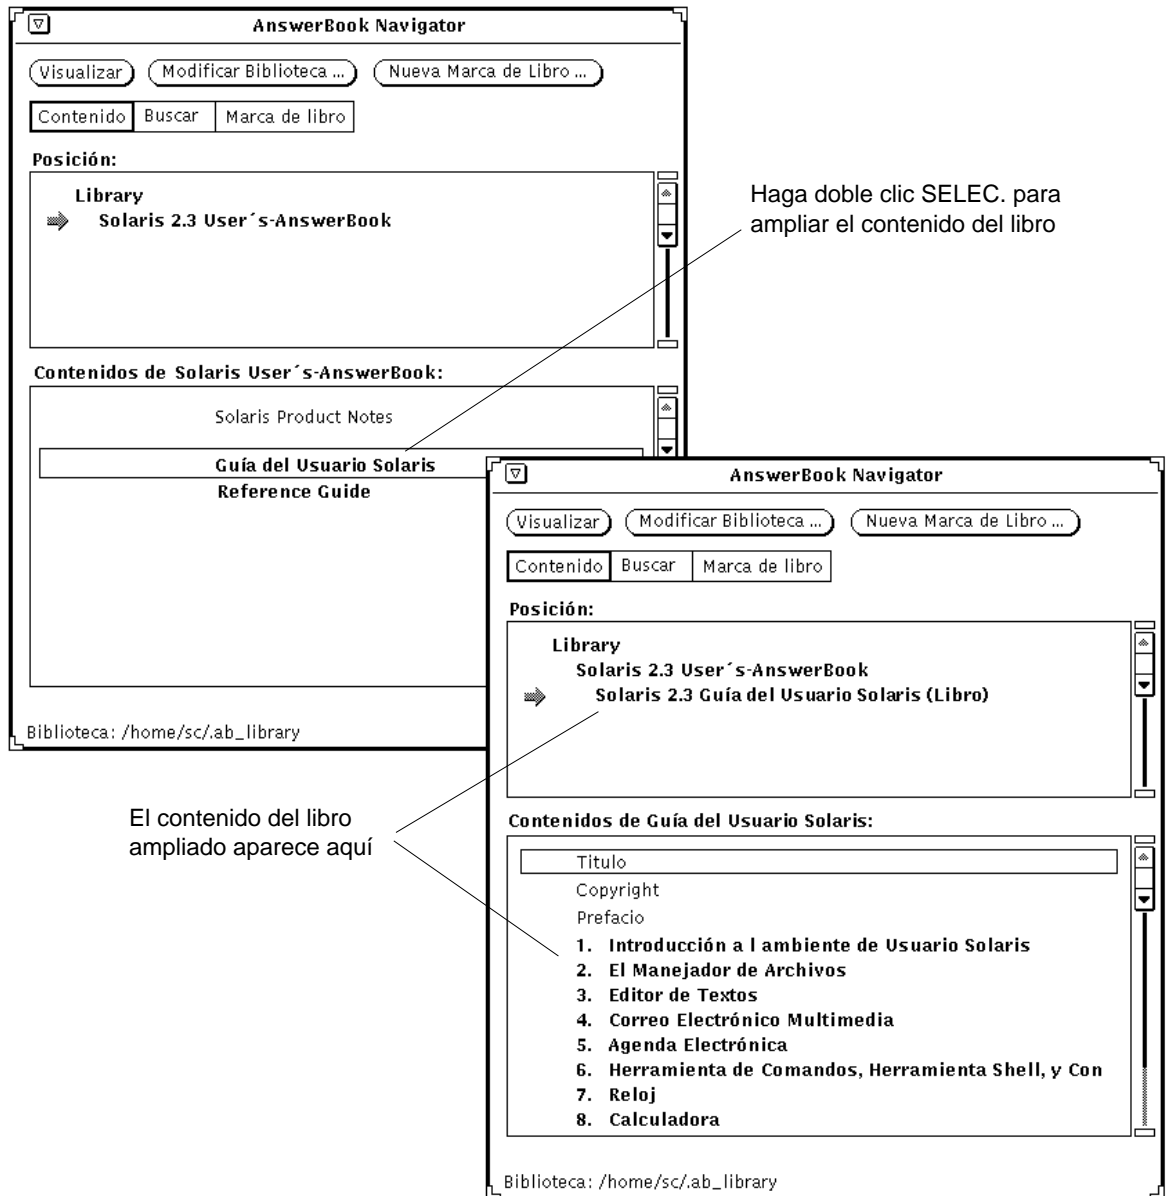 AnswerBook Navigator
Visualizar
Modificar Biblioteca ...
Nueva Marca de Libro ...
Contenido
Buscar
Marca de libro
Posición:
Library
Solaris 2.3 User´s-AnswerBook
Haga doble clic SELEC. para
ampliar el contenido del libro
Contenidos de Solaris User´s-AnswerBook:
Solaris Product Notes
Guía del Usuario Solaris
Reference Guide
Biblioteca: /home/sc/.ab_library
AnswerBook Navigator
Visualizar
Modificar Biblioteca ...
Nueva Marca de Libro ...
Contenido
Buscar
Marca de libro
Posición:
Library
Solaris 2.3 User´s-AnswerBook
Solaris 2.3 Guía del Usuario Solaris (Libro)
El contenido del libro
ampliado aparece aquí
Contenidos de Guía del Usuario Solaris:
Titulo
Copyright
Prefacio
1. Introducción a l ambiente de Usuario Solaris
2. El Manejador de Archivos
3. Editor de Textos
4. Correo Electrónico Multimedia
5. Agenda Electrónica
6. Herramienta de Comandos, Herramienta Shell, y Con
7. Reloj
8. Calculadora
Biblioteca: /home/sc/.ab_library